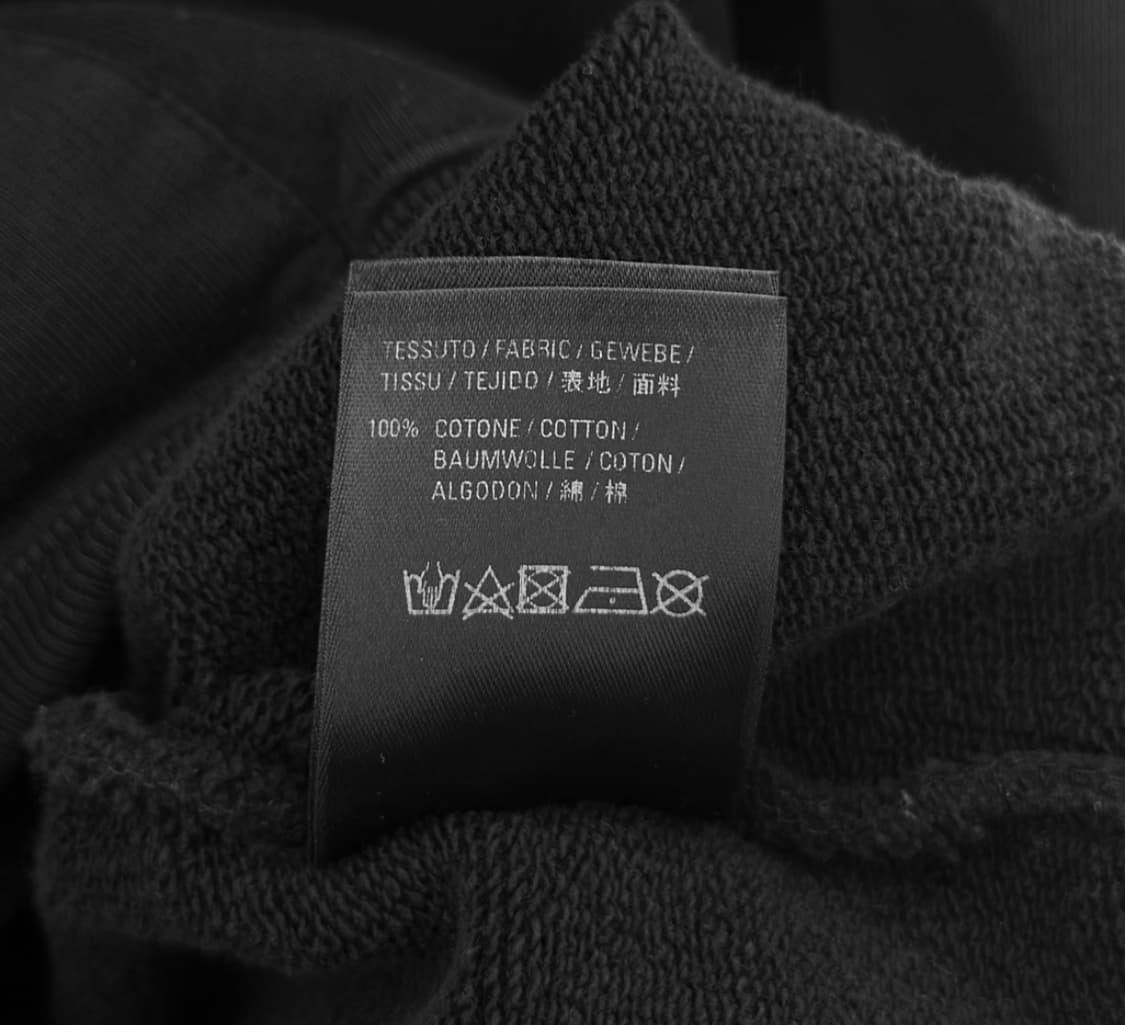 TESSUTO / FABRIC / GEWEBE /
TISSU / TEJIDO / 表地 / 面料
100% COTONE / COTTON /
BAUMWOLLE / COTON /
ALGODON / 綿 / 棉